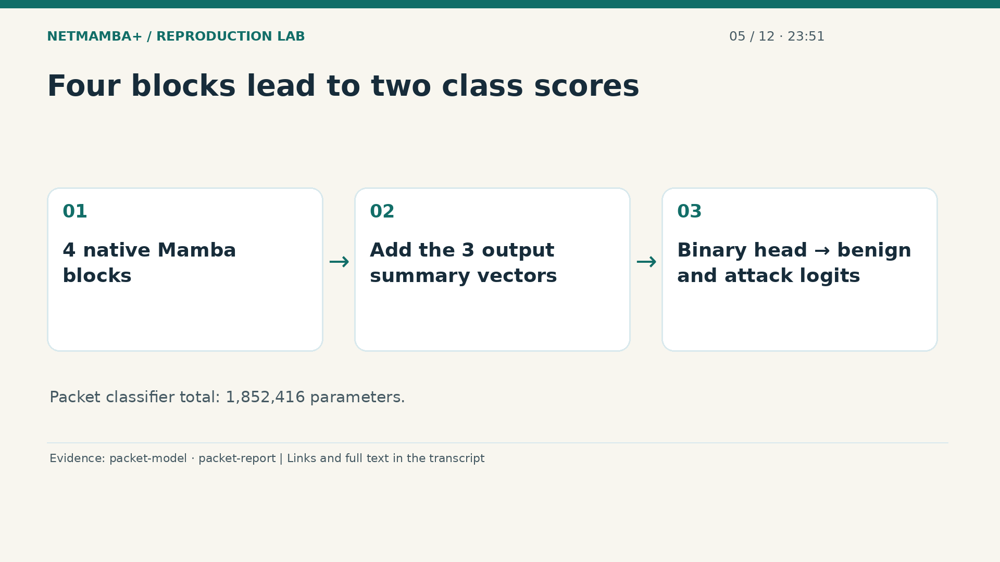 NETMAMBA+ / REPRODUCTION LAB
05 / 12 · 23:51
Four blocks lead to two class scores
01
4 native Mamba
blocks
→
02
Add the 3 output
summary vectors
→
03
Binary head → benign
and attack logits
Packet classifier total: 1,852,416 parameters.
Evidence: packet-model · packet-report | Links and full text in the transcript